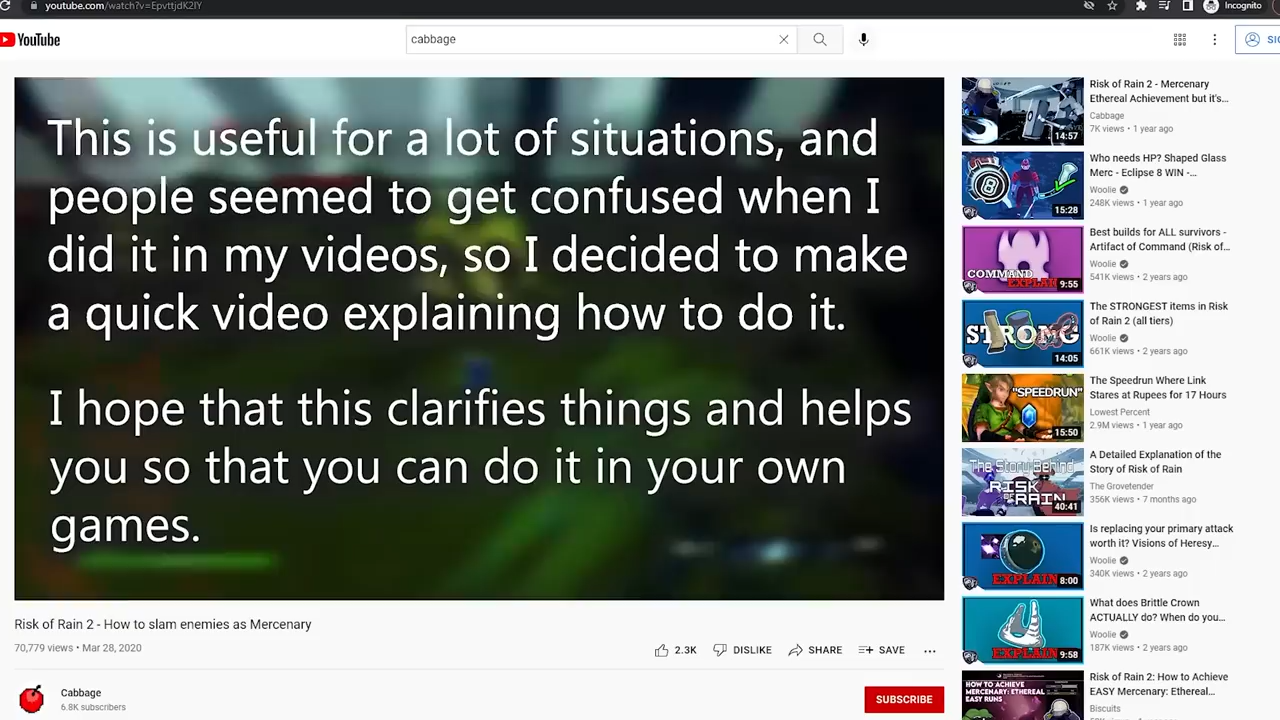 youtube.com/watch?v=EpvttjdK2lY
Incognito
YouTube
cabbage
This is useful for a lot of situations, and
people seemed to get confused when I
did it in my videos, so I decided to make
a quick video explaining how to do it.
I hope that this clarifies things and helps
you so that you can do it in your own
games.
Risk of Rain 2 - How to slam enemies as Mercenary
70,779 views • Mar 28, 2020
2.3K
DISLIKE
SHARE
SAVE
Cabbage
6.8K subscribers
SUBSCRIBE
14:57
Risk of Rain 2 - Mercenary
Ethereal Achievement but it's...
Cabbage
7K views • 1 year ago
8
15:28
Who needs HP? Shaped Glass
Merc - Eclipse 8 WIN -...
Woolie
248K views • 1 year ago
COMMAND
EXPLAIN
9:55
Best builds for ALL survivors -
Artifact of Command (Risk of...
Woolie
541K views • 2 years ago
STRONG
14:05
The STRONGEST items in Risk
of Rain 2 (all tiers)
Woolie
661K views • 2 years ago
"SPEEDRUN"
15:50
The Speedrun Where Link
Stares at Rupees for 17 Hours
Lowest Percent
2.9M views • 1 year ago
The Story Behind
RISK
OF RAIN
40:41
A Detailed Explanation of the
Story of Risk of Rain
The Grovetender
356K views • 7 months ago
EXPLAIN
8:00
Is replacing your primary attack
worth it? Visions of Heresy...
Woolie
340K views • 2 years ago
EXPLAIN
9:58
What does Brittle Crown
ACTUALLY do? When do you...
Woolie
187K views • 2 years ago
HOW TO ACHIEVE
MERCENARY: ETHEREAL
EASY RUNS
Risk of Rain 2: How to Achieve
EASY Mercenary: Ethereal...
Biscuits